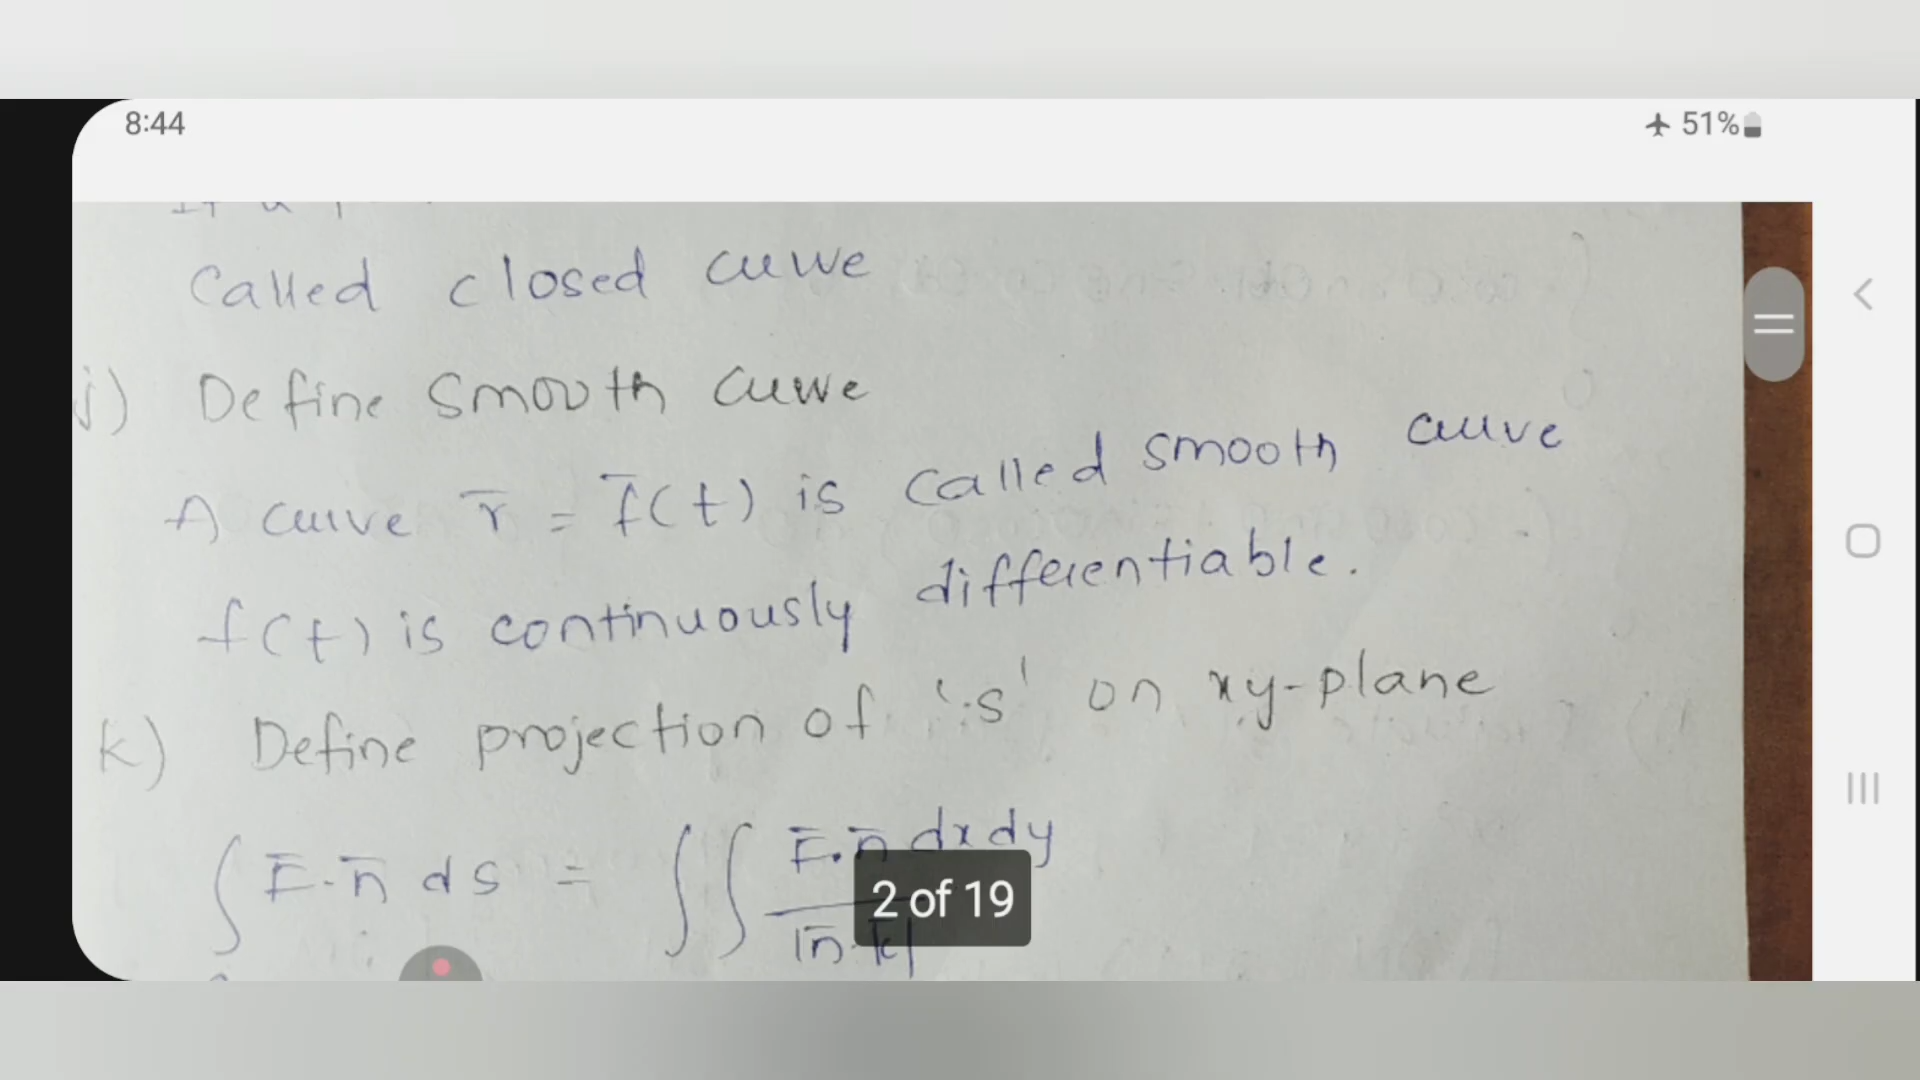 8:44
51%
called closed curve
j) Define smooth curve
A curve r̅ = f̅(t) is called smooth curve
f(t) is continuously differentiable.
k) Define projection of 's' on xy-plane
∫ F̅.n̅ ds = ∫∫ F̅.n̅ dxdy
|n̅.k̅|
2 of 19